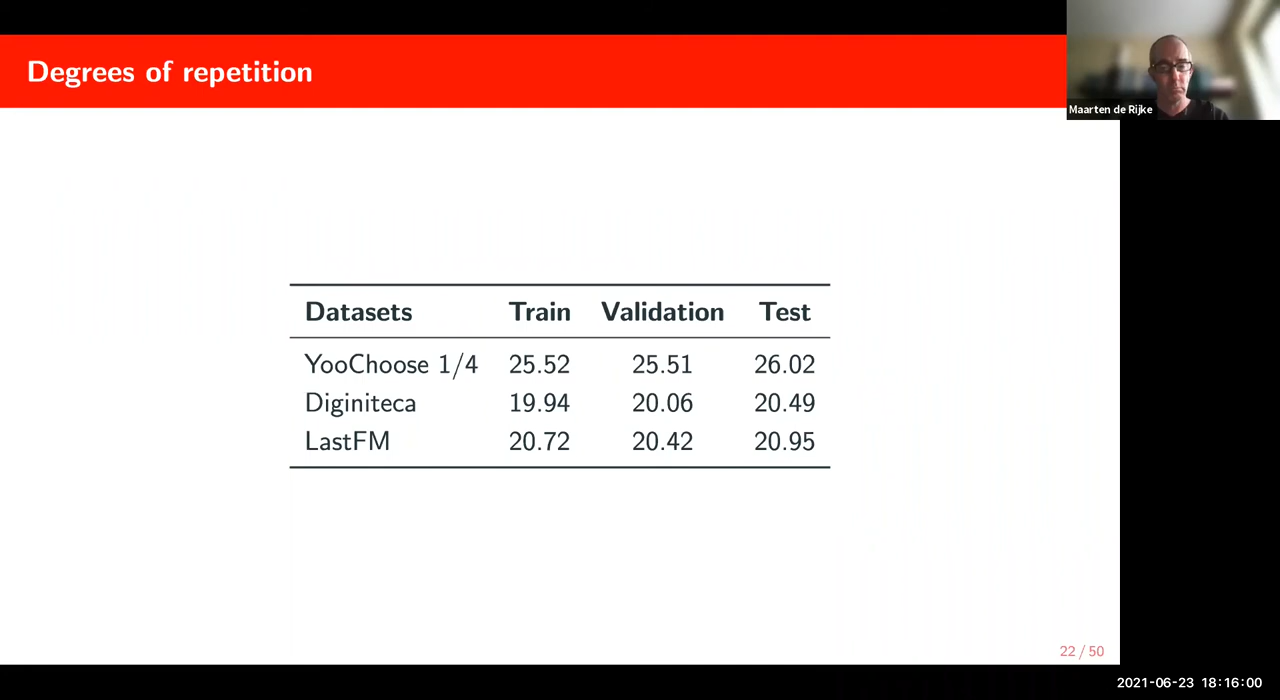 Degrees of repetition
Maarten de Rijke
Datasets Train Validation Test
YooChoose 1/4 25.52 25.51 26.02
Diginiteca 19.94 20.06 20.49
LastFM 20.72 20.42 20.95
22 / 50
2021-06-23 18:16:00